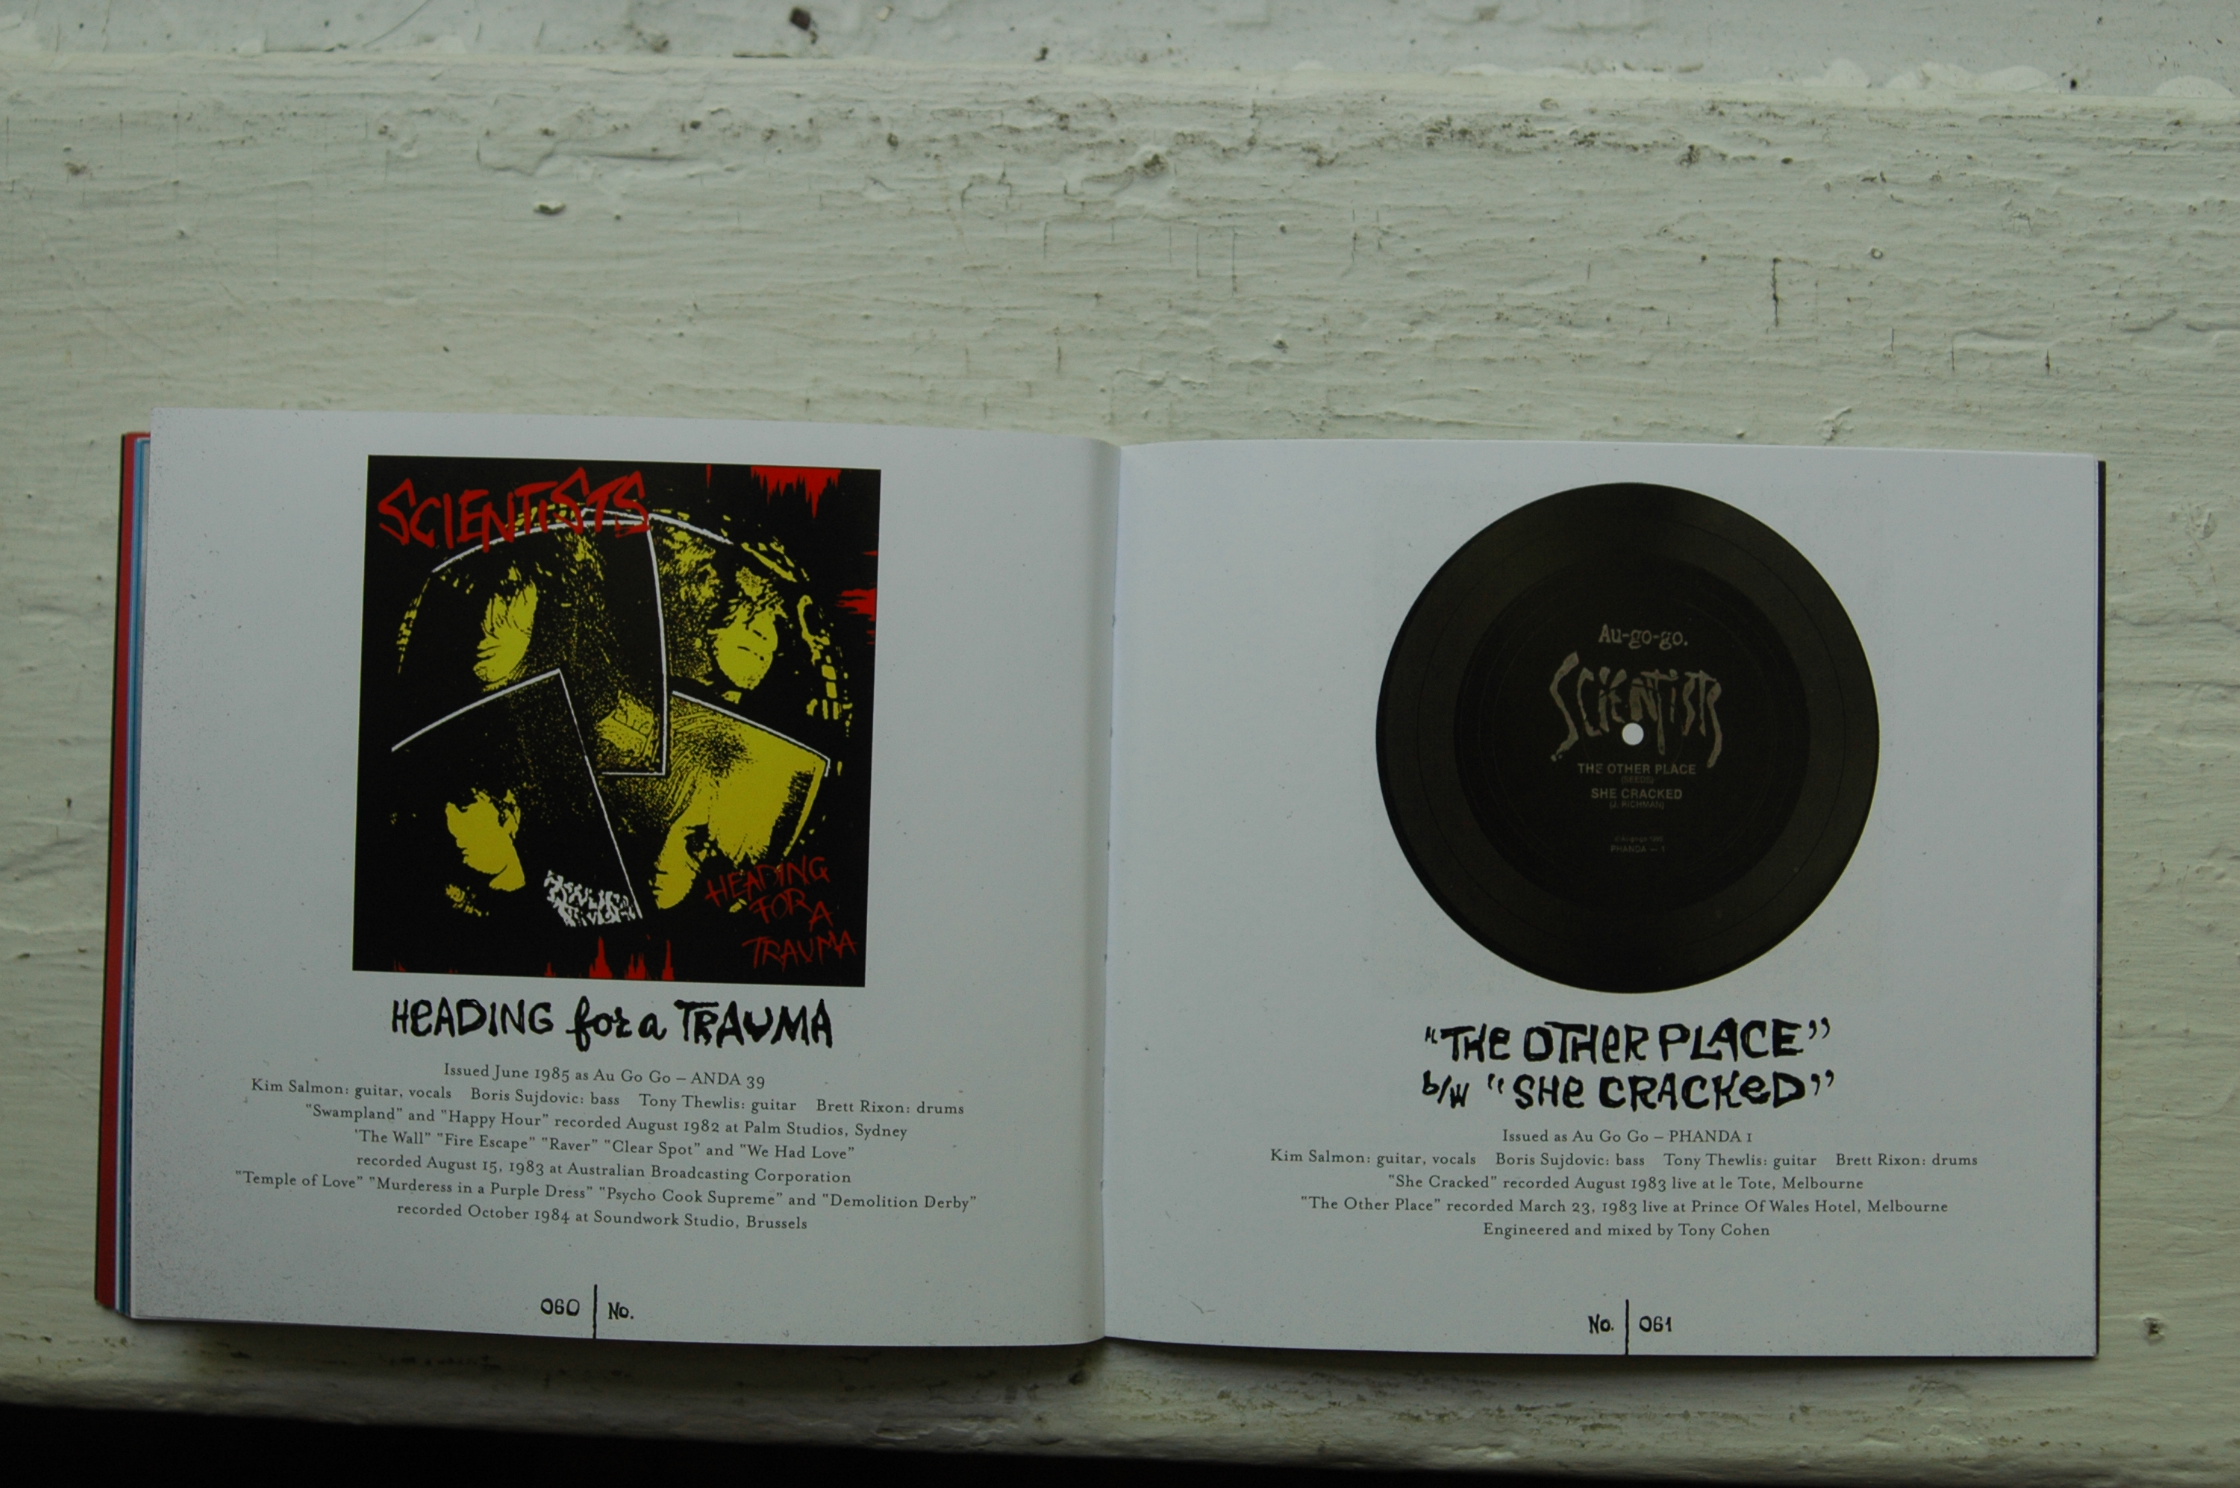 SCIENTISTS
HEADING
FOR A
TRAUMA
HEADING for a TRAUMA
Issued June 1985 as Au Go Go – ANDA 39
Kim Salmon: guitar, vocals Boris Sujdovic: bass Tony Thewlis: guitar Brett Rixon: drums
"Swampland" and "Happy Hour" recorded August 1982 at Palm Studios, Sydney
'The Wall" "Fire Escape" "Raver" "Clear Spot" and "We Had Love"
recorded August 15, 1983 at Australian Broadcasting Corporation
"Temple of Love" "Murderess in a Purple Dress" "Psycho Cook Supreme" and "Demolition Derby"
recorded October 1984 at Soundwork Studio, Brussels
060 No.
Au-go-go.
SCIENTISTS
THE OTHER PLACE
(SEEDS)
SHE CRACKED
(J. RICHMAN)
PHANDA – 1
"THE OTHER PLACE"
b/w "SHE CRACKED"
Issued as Au Go Go – PHANDA 1
Kim Salmon: guitar, vocals Boris Sujdovic: bass Tony Thewlis: guitar Brett Rixon: drums
"She Cracked" recorded August 1983 live at le Tote, Melbourne
"The Other Place" recorded March 23, 1983 live at Prince Of Wales Hotel, Melbourne
Engineered and mixed by Tony Cohen
No. 061